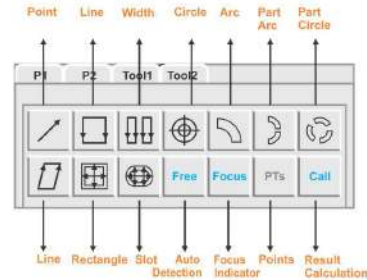 Point Line Width Circle Arc Part Arc Part Circle
P1 P2 Tool1 Tool2
Free Focus PTs Call
Line Rectangle Slot Auto Detection Focus Indicator Points Result Calculation